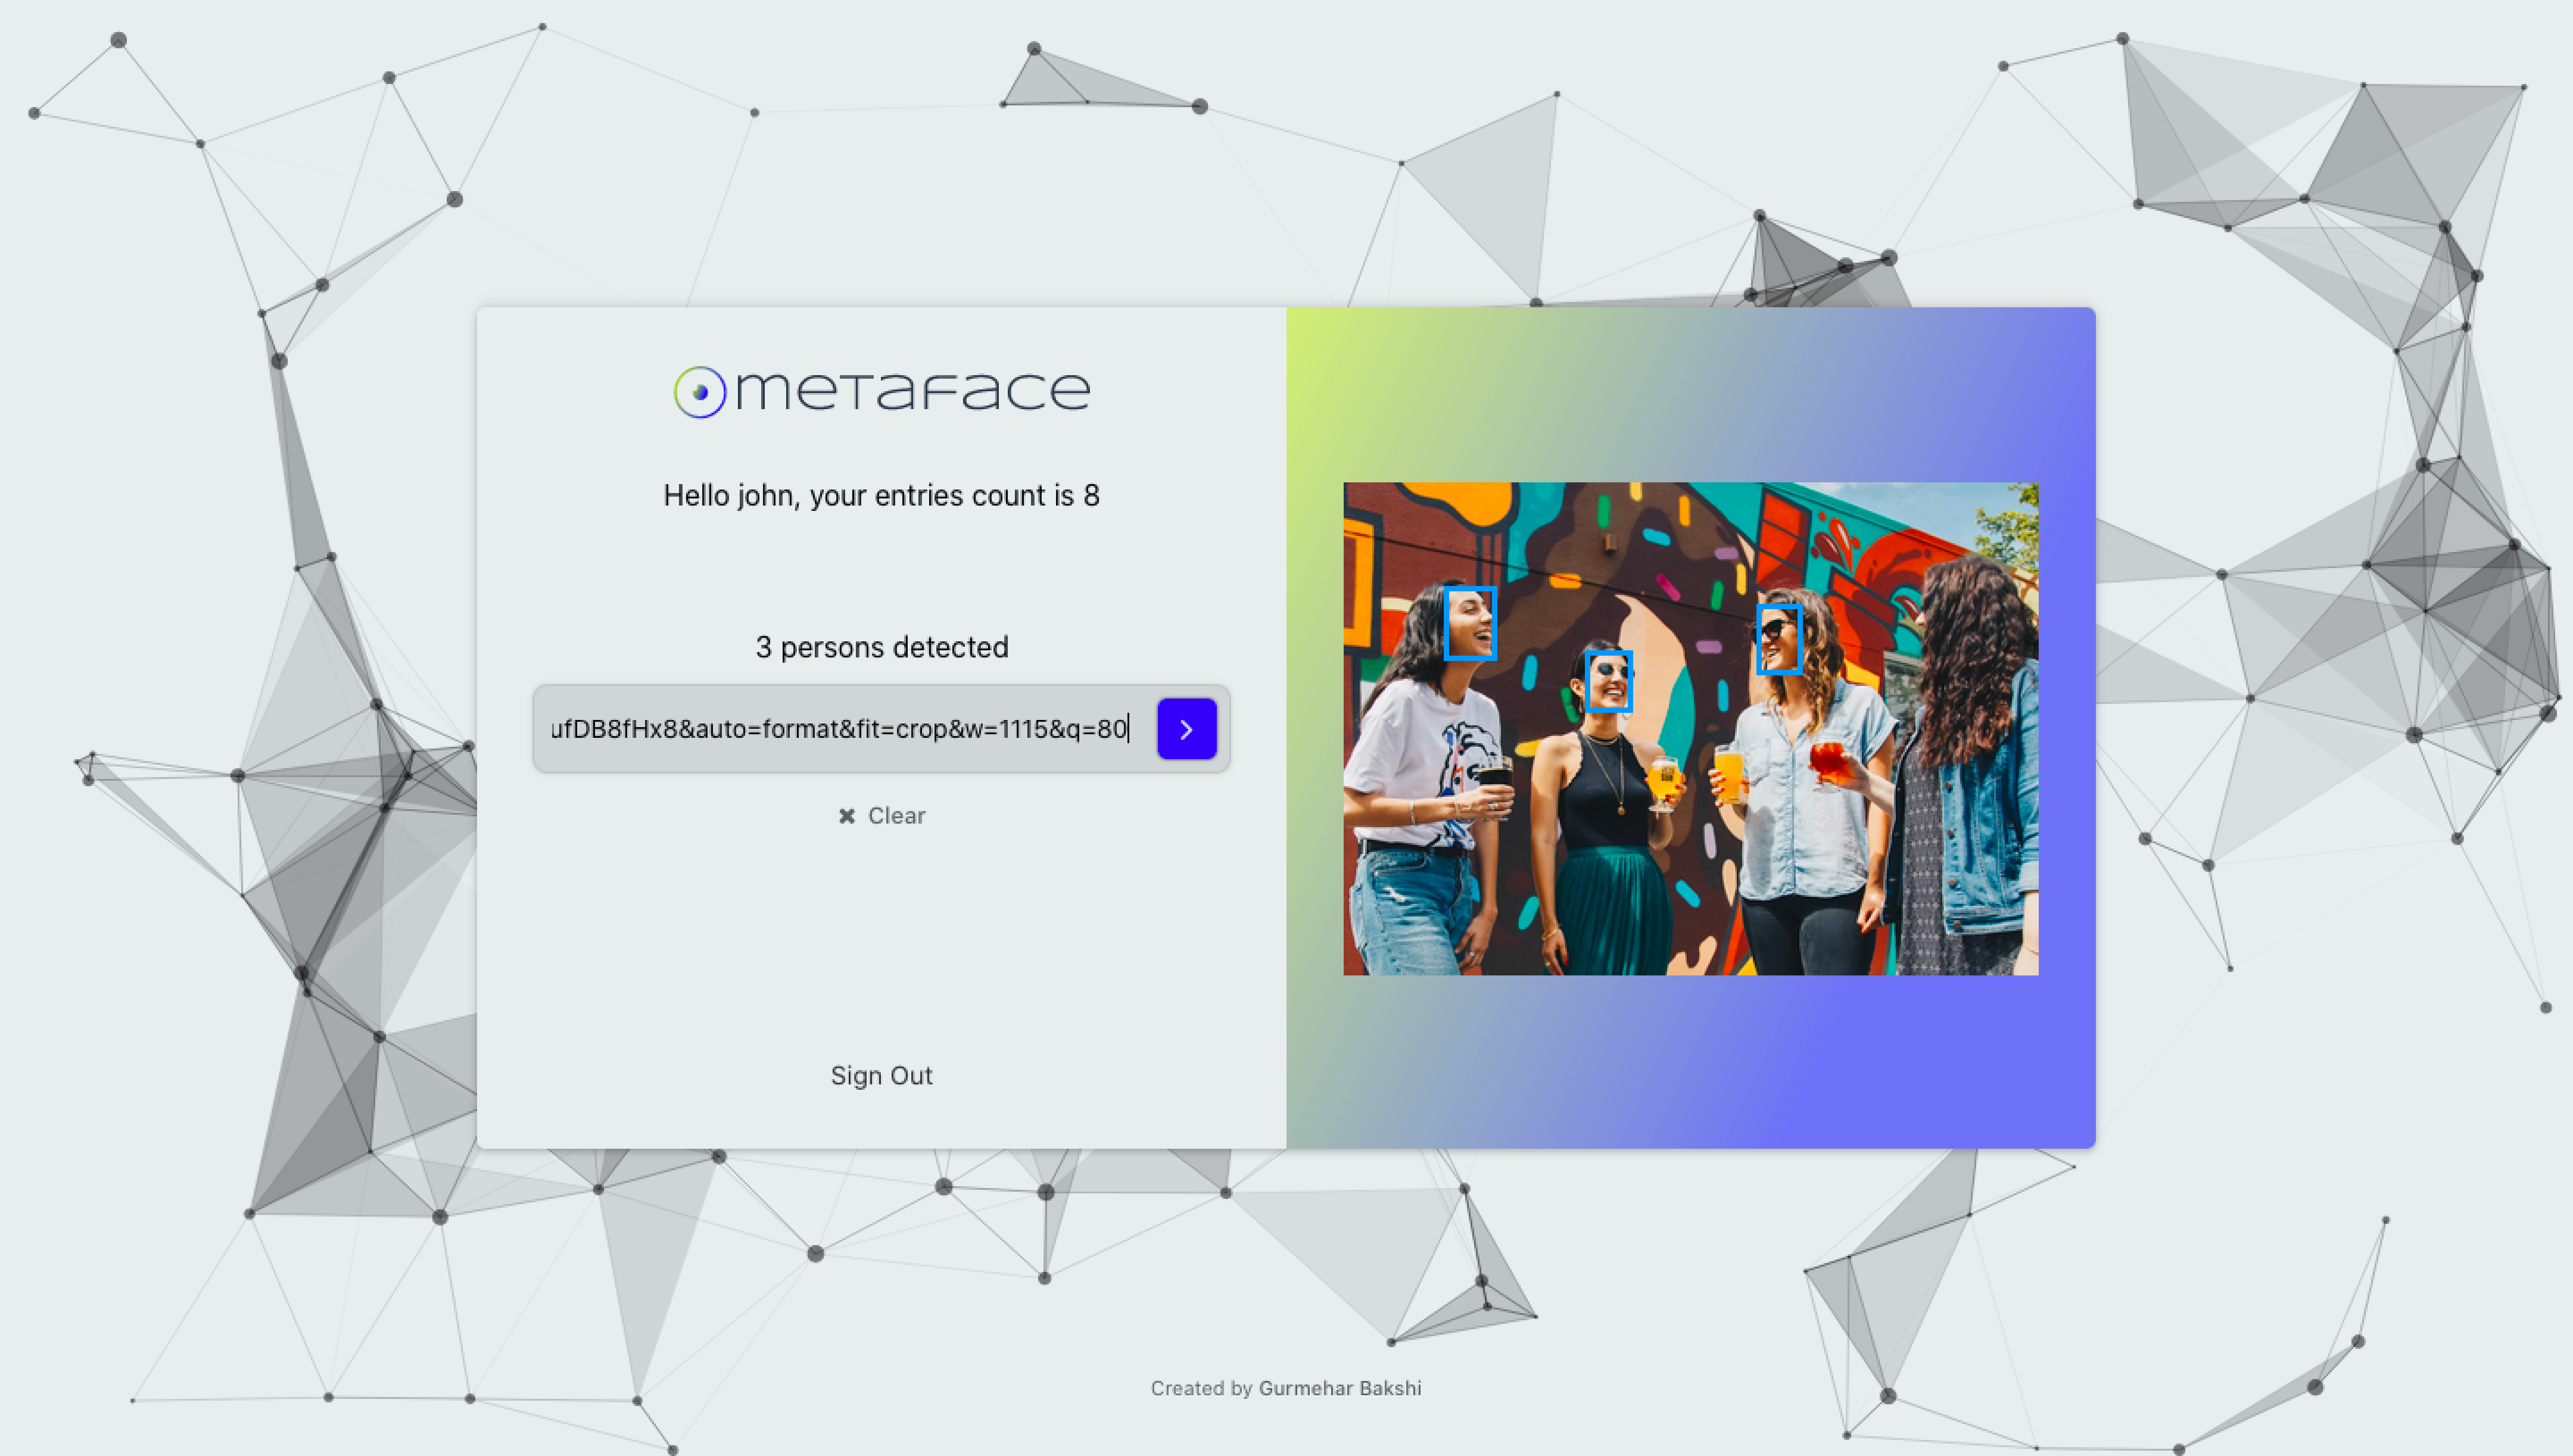 metaface
Hello john, your entries count is 8
3 persons detected
ufDB8fHx8&auto=format&fit=crop&w=1115&q=80
Clear
Sign Out
Created by Gurmehar Bakshi